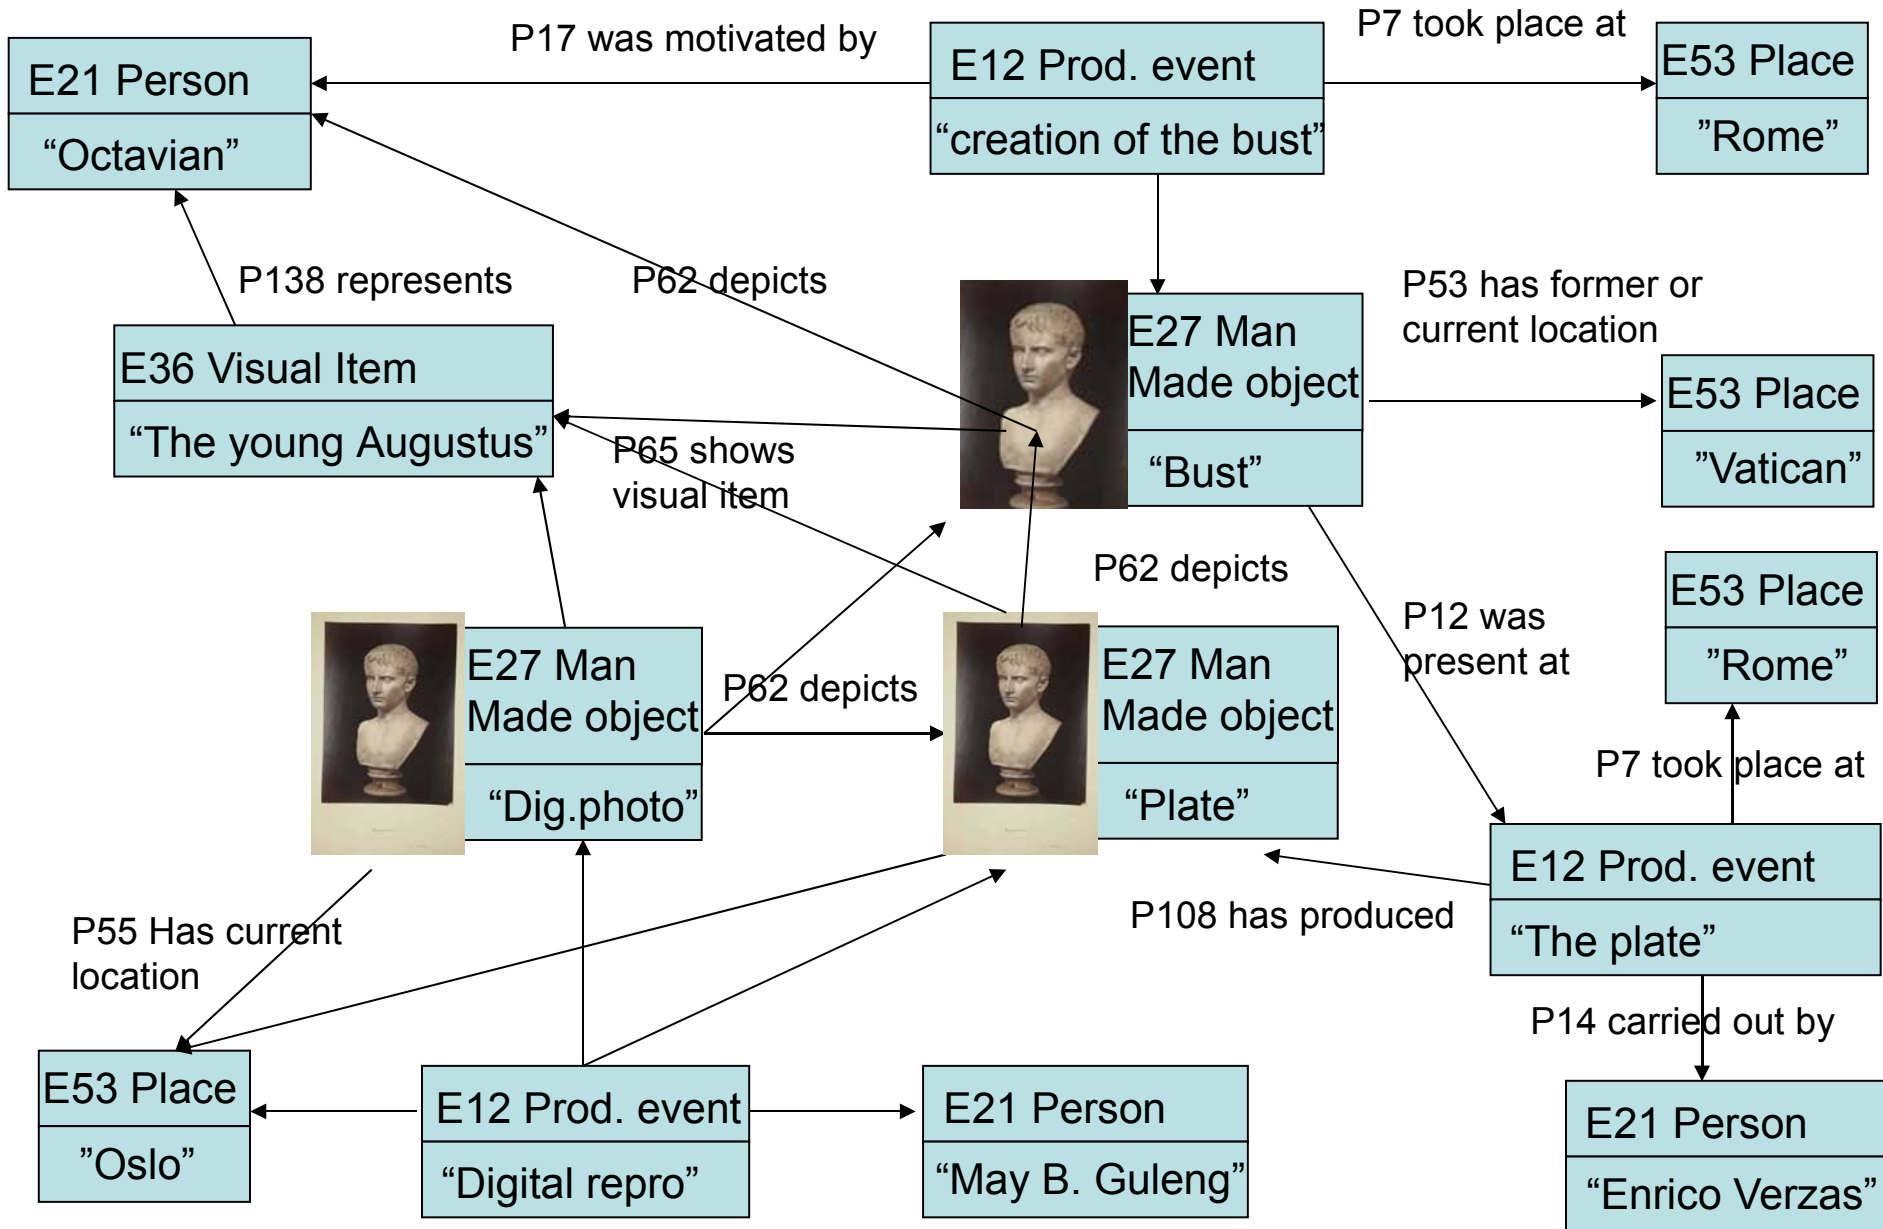 P17 was motivated by
P7 took place at
E21 Person
“Octavian”
E12 Prod. event
“creation of the bust”
E53 Place
”Rome”
P138 represents
P62 depicts
P53 has former or
current location
E36 Visual Item
“The young Augustus”
E27 Man
Made object
“Bust”
E53 Place
”Vatican”
P65 shows
visual item
P62 depicts
P12 was
present at
E53 Place
”Rome”
E27 Man
Made object
“Dig.photo”
P62 depicts
E27 Man
Made object
“Plate”
P7 took place at
E12 Prod. event
“The plate”
P108 has produced
P55 Has current
location
P14 carried out by
E53 Place
”Oslo”
E12 Prod. event
“Digital repro”
E21 Person
“May B. Guleng”
E21 Person
“Enrico Verzas”